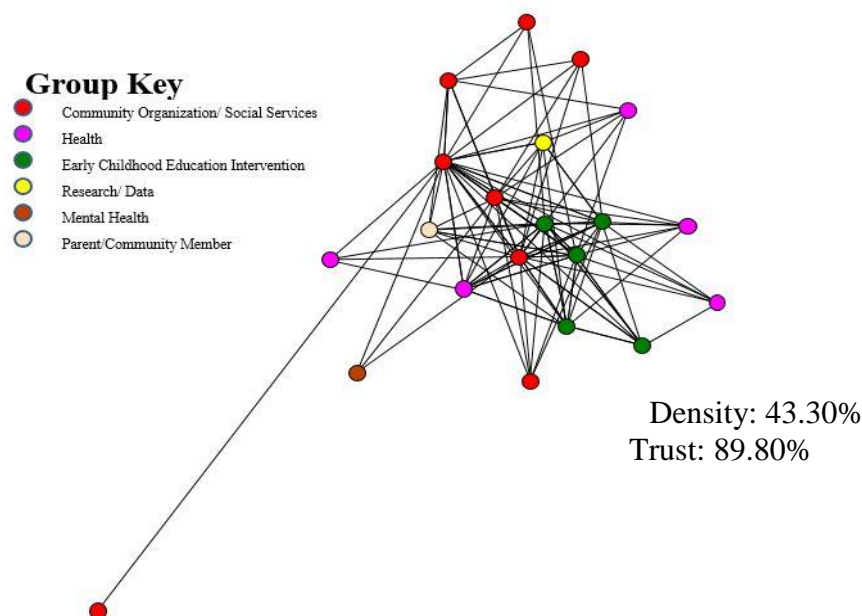 Group Key
Community Organization/ Social Services
Health
Early Childhood Education Intervention
Research/ Data
Mental Health
Parent/Community Member
Density: 43.30%
Trust: 89.80%